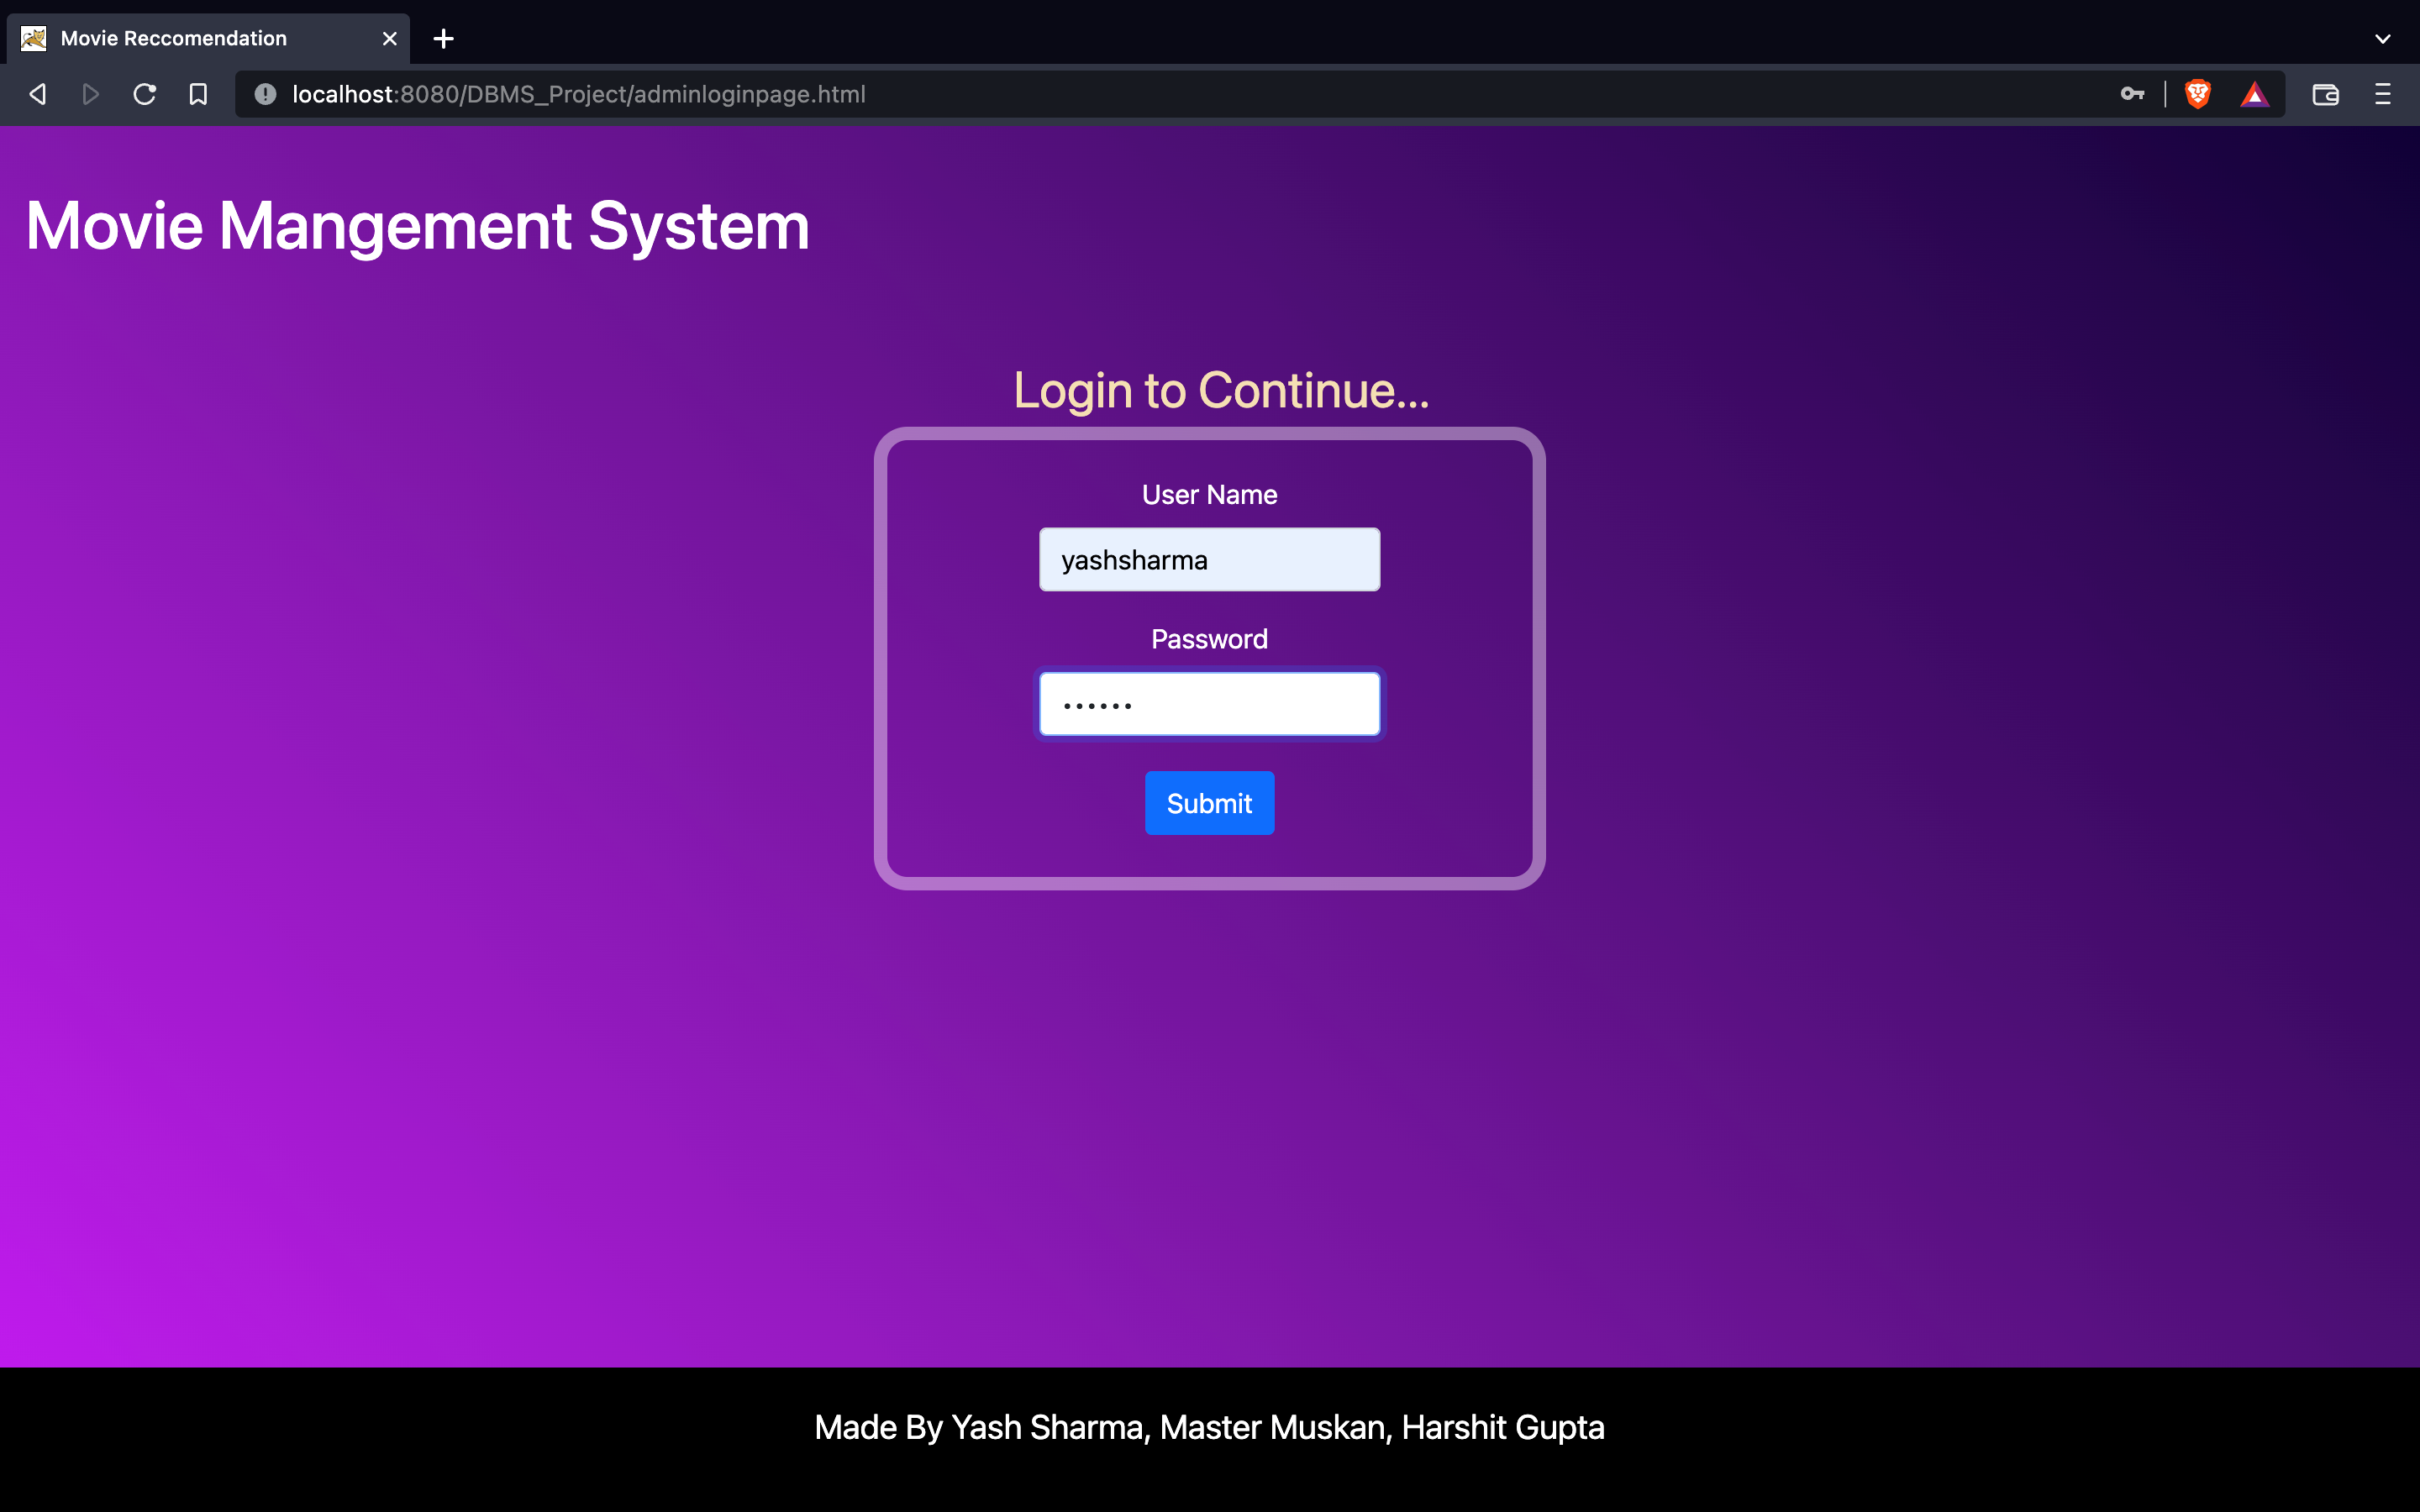 Movie Reccomendation
localhost:8080/DBMS_Project/adminloginpage.html
Movie Mangement System
Login to Continue...
User Name
yashsharma
Password
••••••
Submit
Made By Yash Sharma, Master Muskan, Harshit Gupta